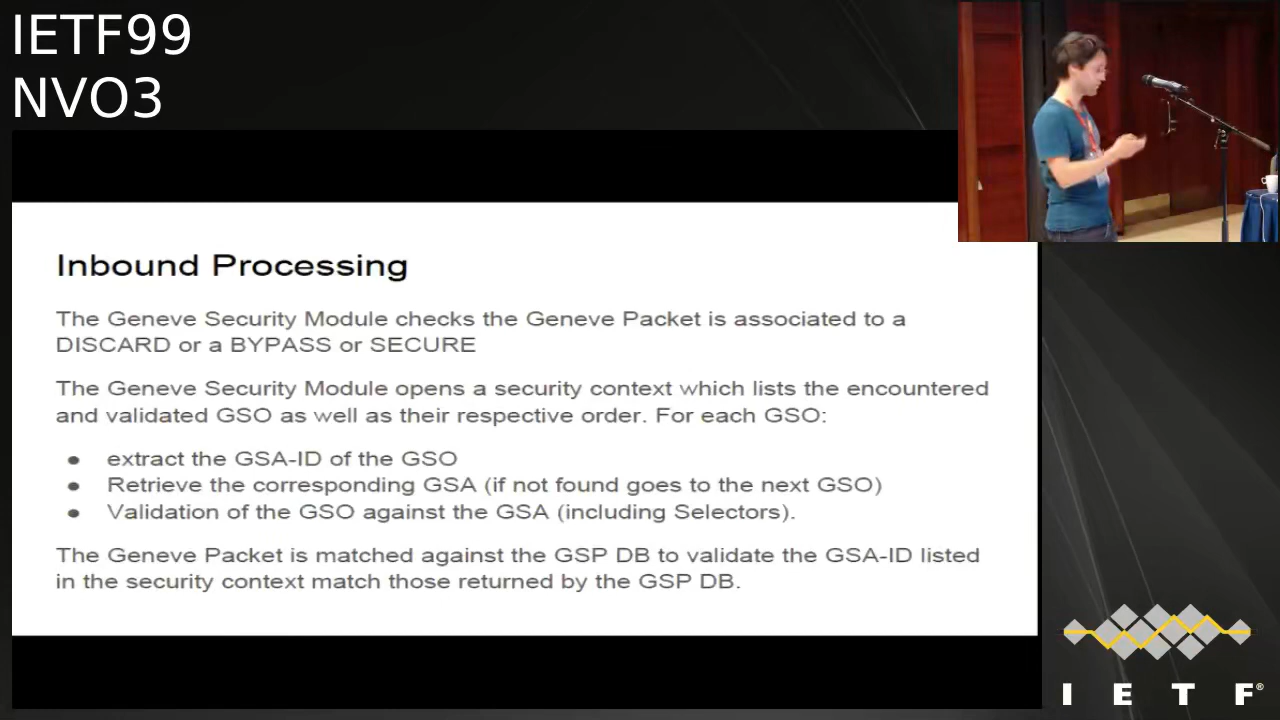 IETF99
NVO3
Inbound Processing
The Geneve Security Module checks the Geneve Packet is associated to a
DISCARD or a BYPASS or SECURE
The Geneve Security Module opens a security context which lists the encountered
and validated GSO as well as their respective order. For each GSO:
● extract the GSA-ID of the GSO
● Retrieve the corresponding GSA (if not found goes to the next GSO)
● Validation of the GSO against the GSA (including Selectors).
The Geneve Packet is matched against the GSP DB to validate the GSA-ID listed
in the security context match those returned by the GSP DB.
I E T F®